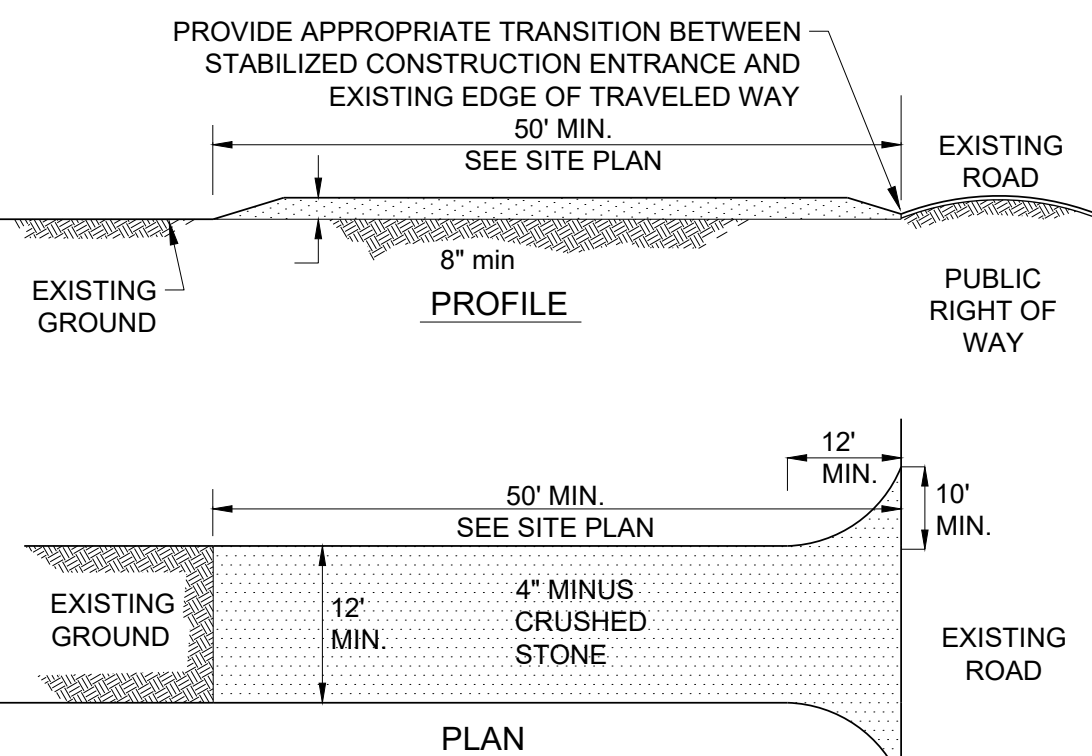 PROVIDE APPROPRIATE TRANSITION BETWEEN
STABILIZED CONSTRUCTION ENTRANCE AND
EXISTING EDGE OF TRAVELED WAY
50' MIN.
SEE SITE PLAN
EXISTING
ROAD
8" min
EXISTING
GROUND
PROFILE
PUBLIC
RIGHT OF
WAY
12'
MIN.
50' MIN.
SEE SITE PLAN
10'
MIN.
EXISTING
GROUND
12'
MIN.
4" MINUS
CRUSHED
STONE
EXISTING
ROAD
PLAN